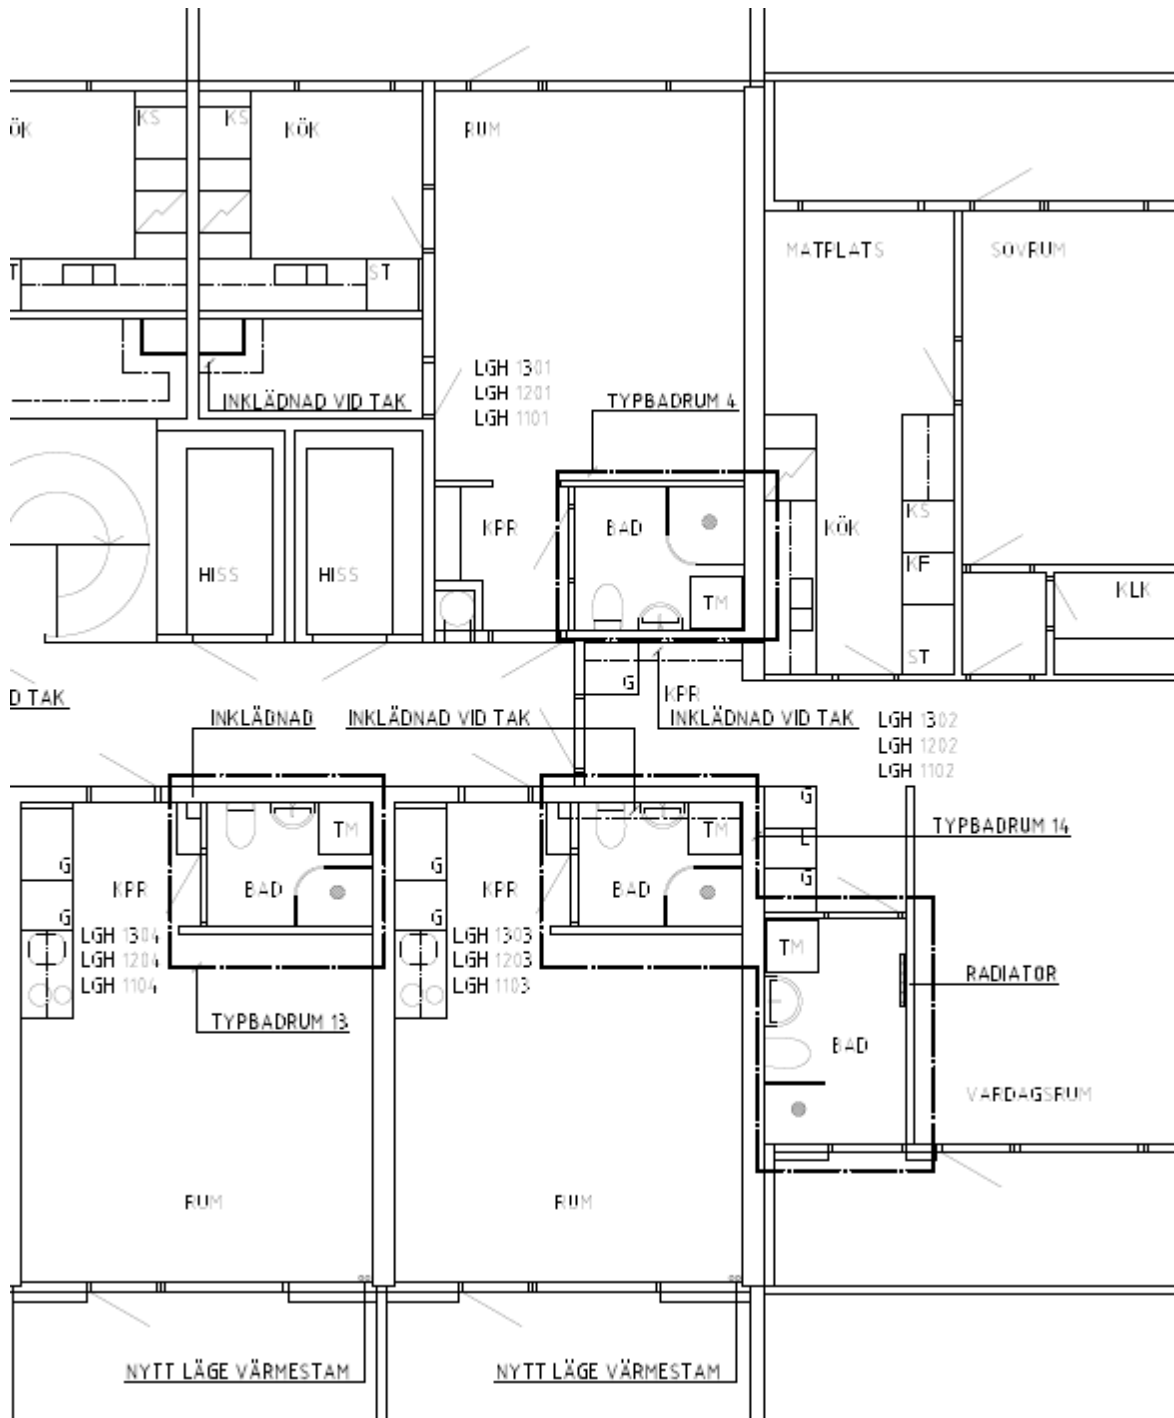 KS
KS
ÖK
KÖK
RUM
MATPLATS
SOVRUM
T
ST
LGH 1301
LGH 1201
LGH 1101
INKLÄDNAD VID TAK
TYPBADRUM 4
KPR
BAD
KÖK
KS
KF
HISS
HISS
TM
KLK
ST
G
KPR
D TAK
INKLÄDNAD
INKLÄDNAD VID TAK
INKLÄDNAD VID TAK
LGH 1302
LGH 1202
LGH 1102
G
TYPBADRUM 14
TM
TM
L
G
G
G
KPR
BAD
KPR
BAD
G
G
LGH 1304
LGH 1204
LGH 1104
LGH 1303
LGH 1203
LGH 1103
TM
RADIATOR
TYPBADRUM 13
BAD
VARDAGSRUM
RUM
RUM
NYTT LÄGE VÄRMESTAM
NYTT LÄGE VÄRMESTAM